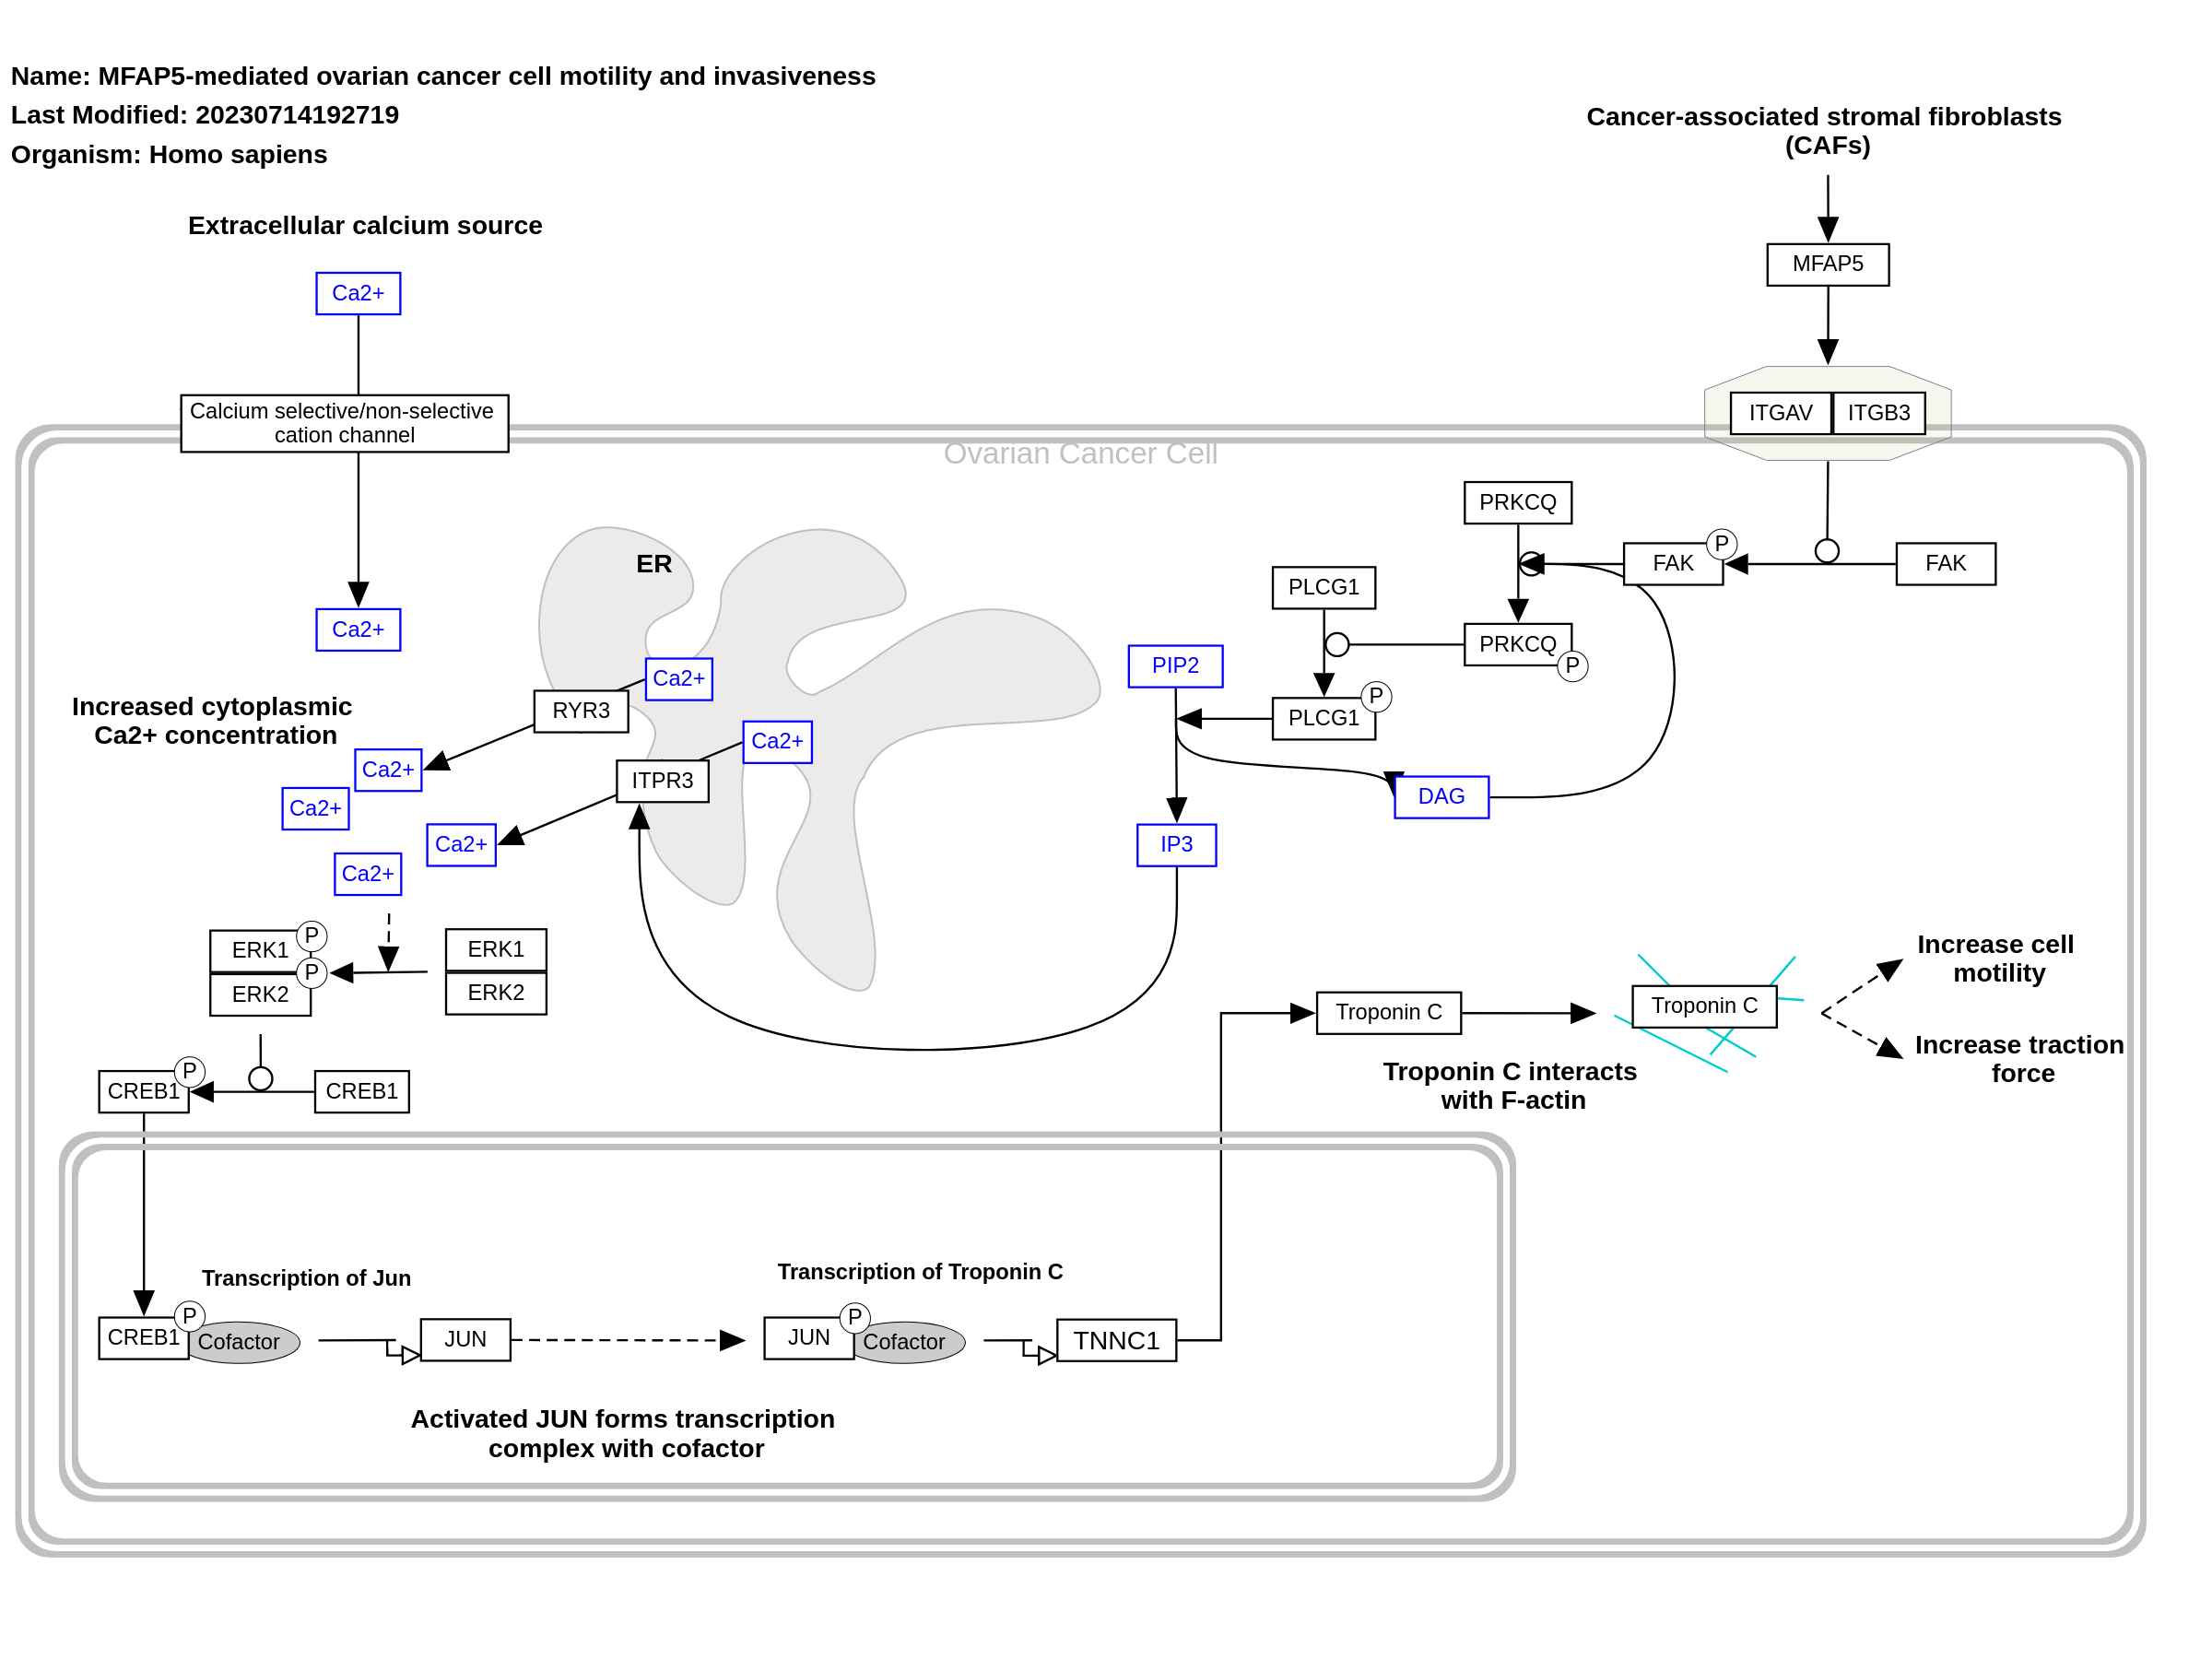 Name: MFAP5-mediated ovarian cancer cell motility and invasiveness
Last Modified: 20230714192719
Organism: Homo sapiens
Cancer-associated stromal fibroblasts
(CAFs)
Extracellular calcium source
MFAP5
Ca2+
Calcium selective/non-selective
cation channel
ITGAV
ITGB3
Ovarian Cancer Cell
PRKCQ
P
FAK
FAK
ER
PLCG1
Ca2+
PRKCQ
P
PIP2
Ca2+
P
PLCG1
RYR3
Increased cytoplasmic
Ca2+ concentration
Ca2+
Ca2+
ITPR3
DAG
Ca2+
Ca2+
IP3
Ca2+
P
ERK1
P
ERK2
ERK1
ERK2
Increase cell
motility
Troponin C
Troponin C
Increase traction
force
Troponin C interacts
with F-actin
P
CREB1
CREB1
Transcription of Jun
Transcription of Troponin C
P
CREB1
Cofactor
JUN
P
JUN
Cofactor
TNNC1
Activated JUN forms transcription
complex with cofactor